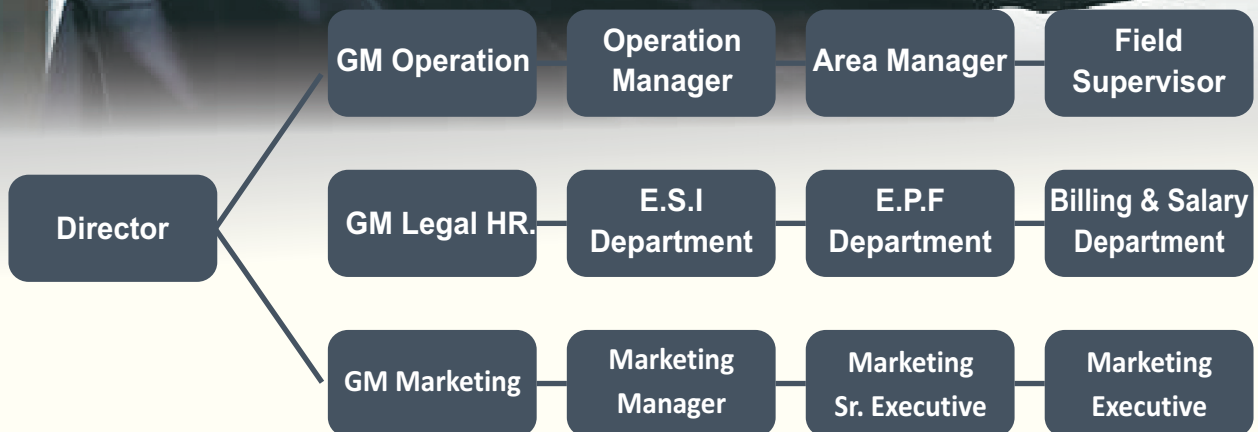 GM Operation
Operation
Manager
Area Manager
Field
Supervisor
Director
GM Legal HR.
E.S.I
Department
E.P.F
Department
Billing & Salary
Department
GM Marketing
Marketing
Manager
Marketing
Sr. Executive
Marketing
Executive